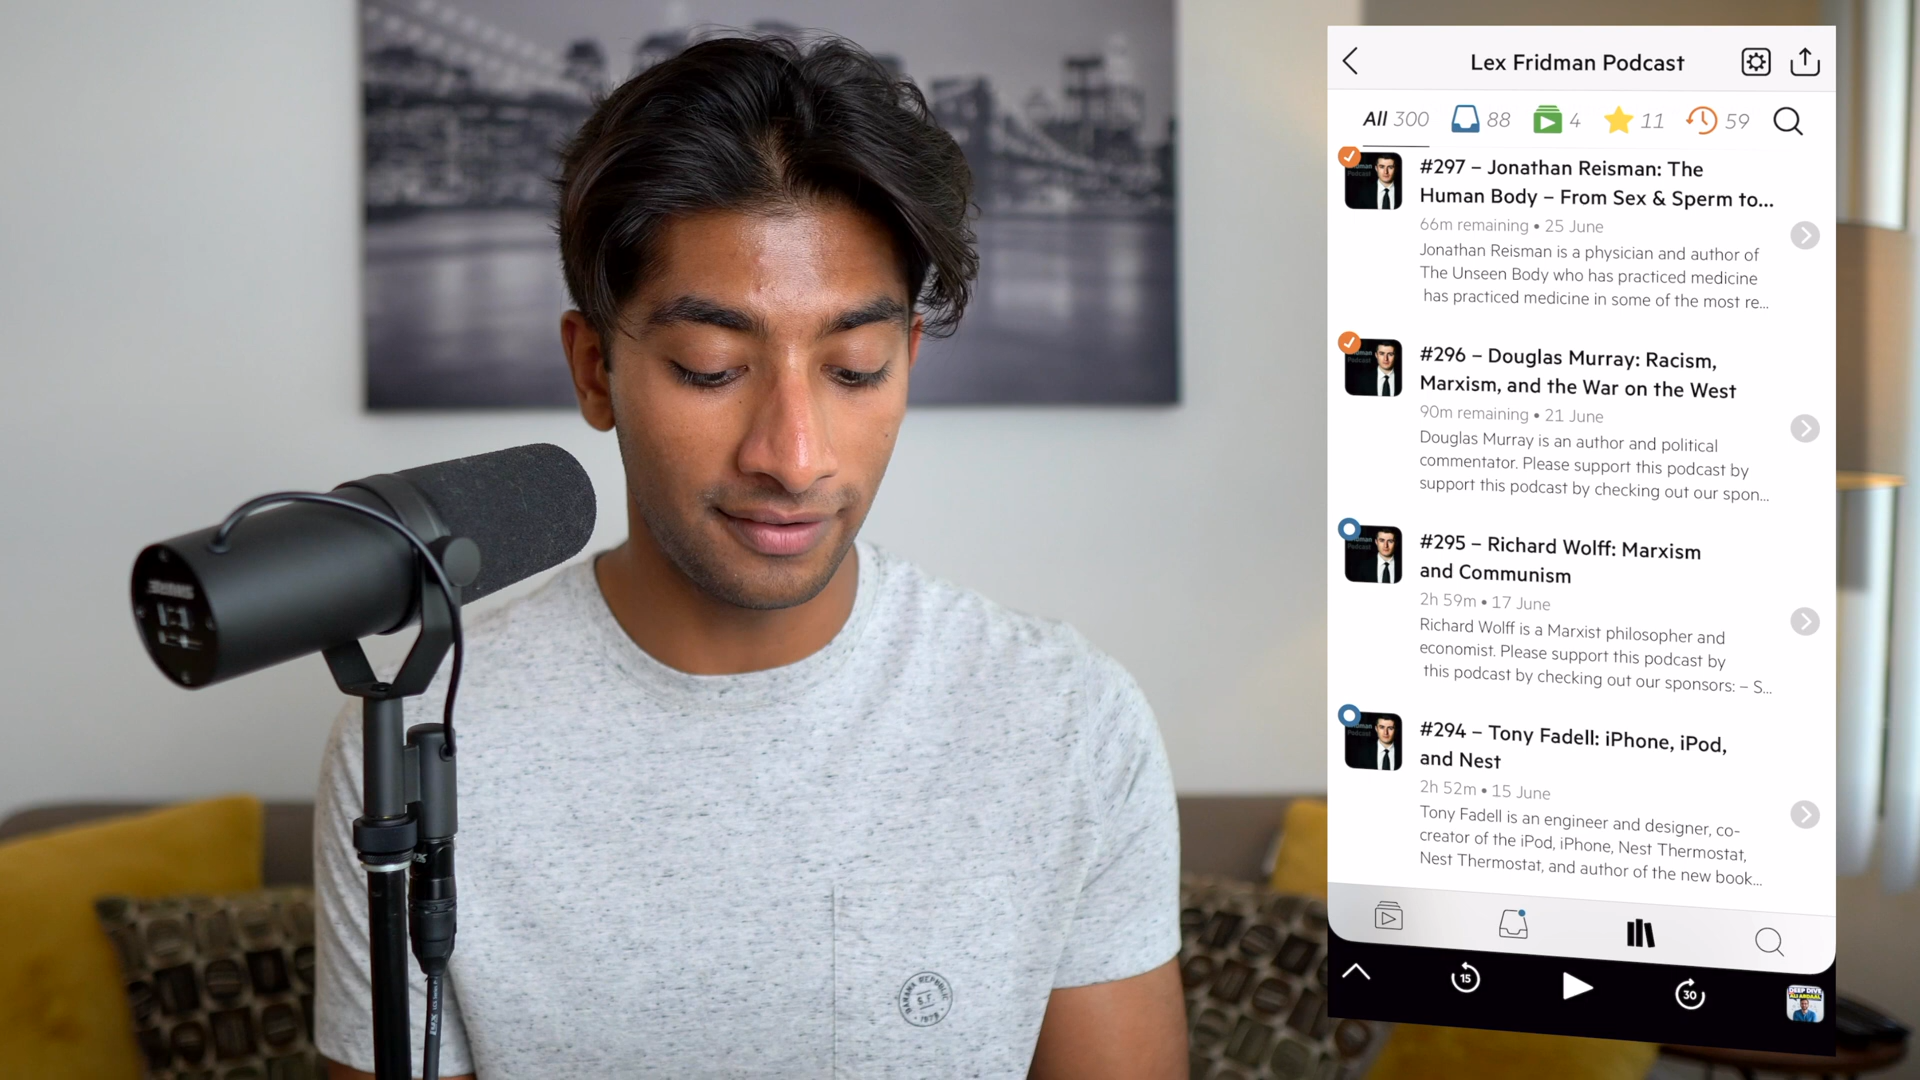 Lex Fridman Podcast
All 300 88 4 11 59
#297 – Jonathan Reisman: The
Human Body – From Sex & Sperm to...
66m remaining • 25 June
Jonathan Reisman is a physician and author of
The Unseen Body who has practiced medicine
has practiced medicine in some of the most re...
#296 – Douglas Murray: Racism,
Marxism, and the War on the West
90m remaining • 21 June
Douglas Murray is an author and political
commentator. Please support this podcast by
support this podcast by checking out our spon...
#295 – Richard Wolff: Marxism
and Communism
2h 59m • 17 June
Richard Wolff is a Marxist philosopher and
economist. Please support this podcast by
this podcast by checking out our sponsors: – S...
#294 – Tony Fadell: iPhone, iPod,
and Nest
2h 52m • 15 June
Tony Fadell is an engineer and designer, co-
creator of the iPod, iPhone, Nest Thermostat,
Nest Thermostat, and author of the new book...
15
30
DEEP DIVE
ALI ABDAAL
BANANA REPUBLIC
S.F.
1978